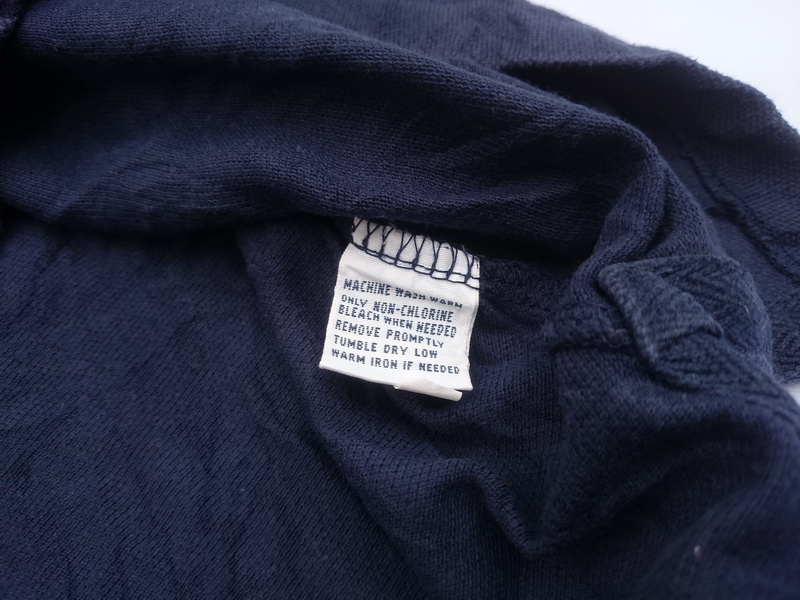 MACHINE WASH WARM
ONLY NON-CHLORINE
BLEACH WHEN NEEDED
REMOVE PROMPTLY
TUMBLE DRY LOW
WARM IRON IF NEEDED